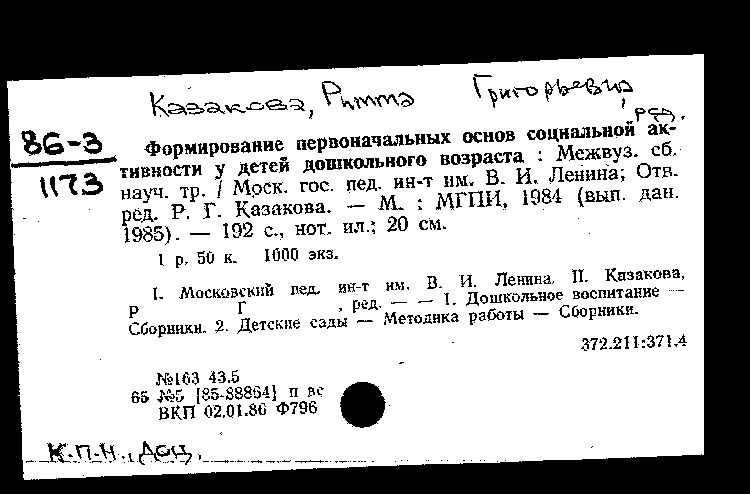 Казакова, Римма Григорьевна, ред.
86-3
1173
Формирование первоначальных основ социальной ак-
тивности у детей дошкольного возраста : Межвуз. сб.
науч. тр. / Моск. гос. пед. ин-т им. В. И. Ленина; Отв.
ред. Р. Г. Казакова. — М. : МГПИ, 1984 (вып. дан.
1985). — 192 с., нот. ил.; 20 см.
1 р. 50 к. 1000 экз.
I. Московский пед. ин-т им. В. И. Ленина. II. Казакова,
Р Г , ред. — — 1. Дошкольное воспитание —
Сборники. 2. Детские сады — Методика работы — Сборники.
372.211:371.4
№163 43.5
65 №5 [85-88864] п вс
ВКП 02.01.86 Ф796
К.П.Н., Доц.